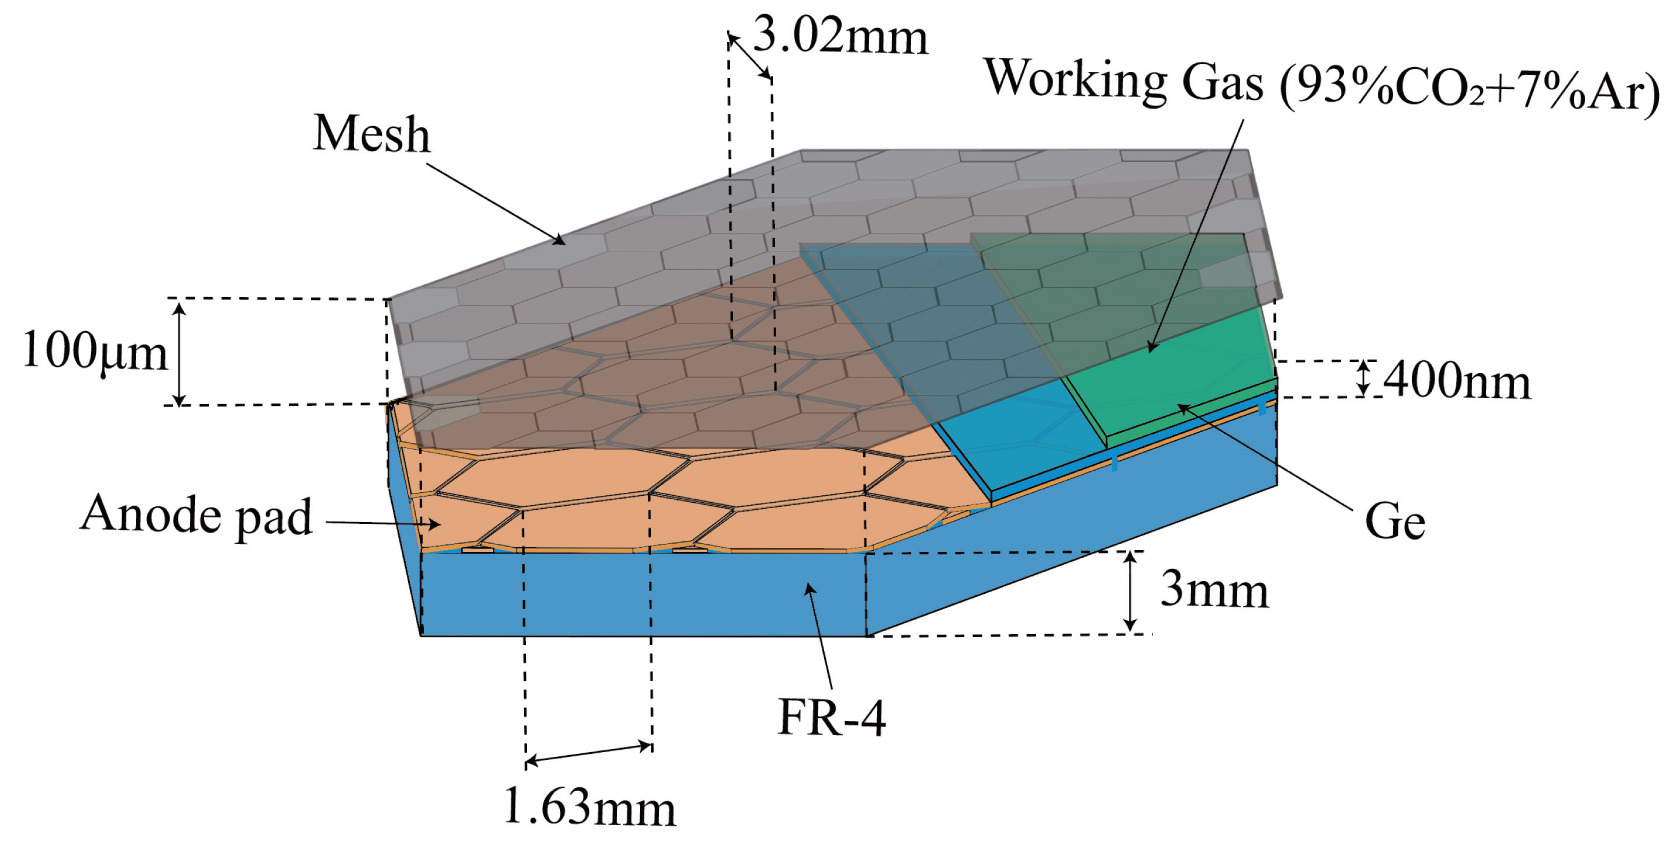 3.02mm
Working Gas (93%CO₂+7%Ar)
Mesh
100μm
400nm
Anode pad
Ge
3mm
FR-4
1.63mm